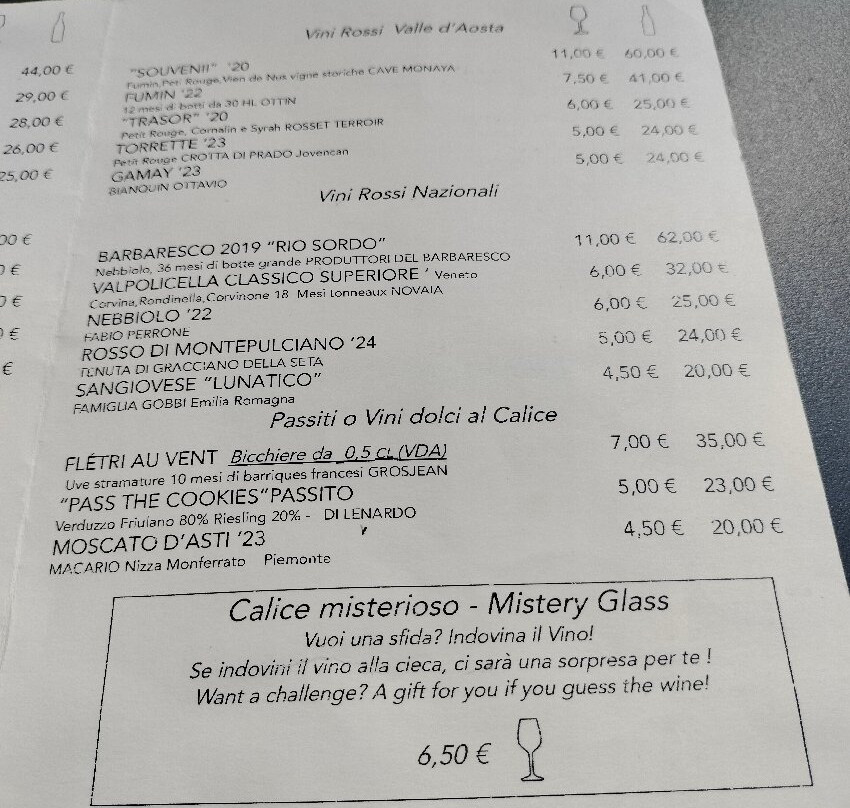 44,00 €
29,00 €
28,00 €
26,00 €
25,00 €
00 €
0 €
0 €
0 €
€
Vini Rossi Valle d'Aosta
"SOUVENII" '20 11,00 € 60,00 €
Fumin, Peti Rouge, Vien de Nus vigne storiche CAVE MONAYA
FUMIN '22 7,50 € 41,00 €
12 mesi di botti da 30 HL OTTIN
"TRASOR" '20 6,00 € 25,00 €
Petit Rouge, Cornalin e Syrah ROSSET TERROIR
TORRETTE '23 5,00 € 24,00 €
Petit Rouge CROTTA DI PRADO Jovencan
GAMAY '23 5,00 € 24,00 €
BIANQUIN OTTAVIO
Vini Rossi Nazionali
BARBARESCO 2019 "RIO SORDO" 11,00 € 62,00 €
Nebbiolo, 36 mesi di botte grande PRODUTTORI DEL BARBARESCO
VALPOLICELLA CLASSICO SUPERIORE ' Veneto 6,00 € 32,00 €
Corvina, Rondinella, Corvinone 18 Mesi tonneaux NOVAIA
NEBBIOLO '22 6,00 € 25,00 €
FABIO PERRONE
ROSSO DI MONTEPULCIANO '24 5,00 € 24,00 €
TENUTA DI GRACCIANO DELLA SETA
SANGIOVESE "LUNATICO" 4,50 € 20,00 €
FAMIGLIA GOBBI Emilia Romagna
Passiti o Vini dolci al Calice
FLÉTRI AU VENT Bicchiere da 0,5 CL (VDA) 7,00 € 35,00 €
Uve stramature 10 mesi di barriques francesi GROSJEAN
"PASS THE COOKIES" PASSITO 5,00 € 23,00 €
Verduzzo Friulano 80% Riesling 20% - DI LENARDO
MOSCATO D'ASTI '23 4,50 € 20,00 €
MACARIO Nizza Monferrato Piemonte
Calice misterioso - Mistery Glass
Vuoi una sfida? Indovina il Vino!
Se indovini il vino alla cieca, ci sarà una sorpresa per te !
Want a challenge? A gift for you if you guess the wine!
6,50 €